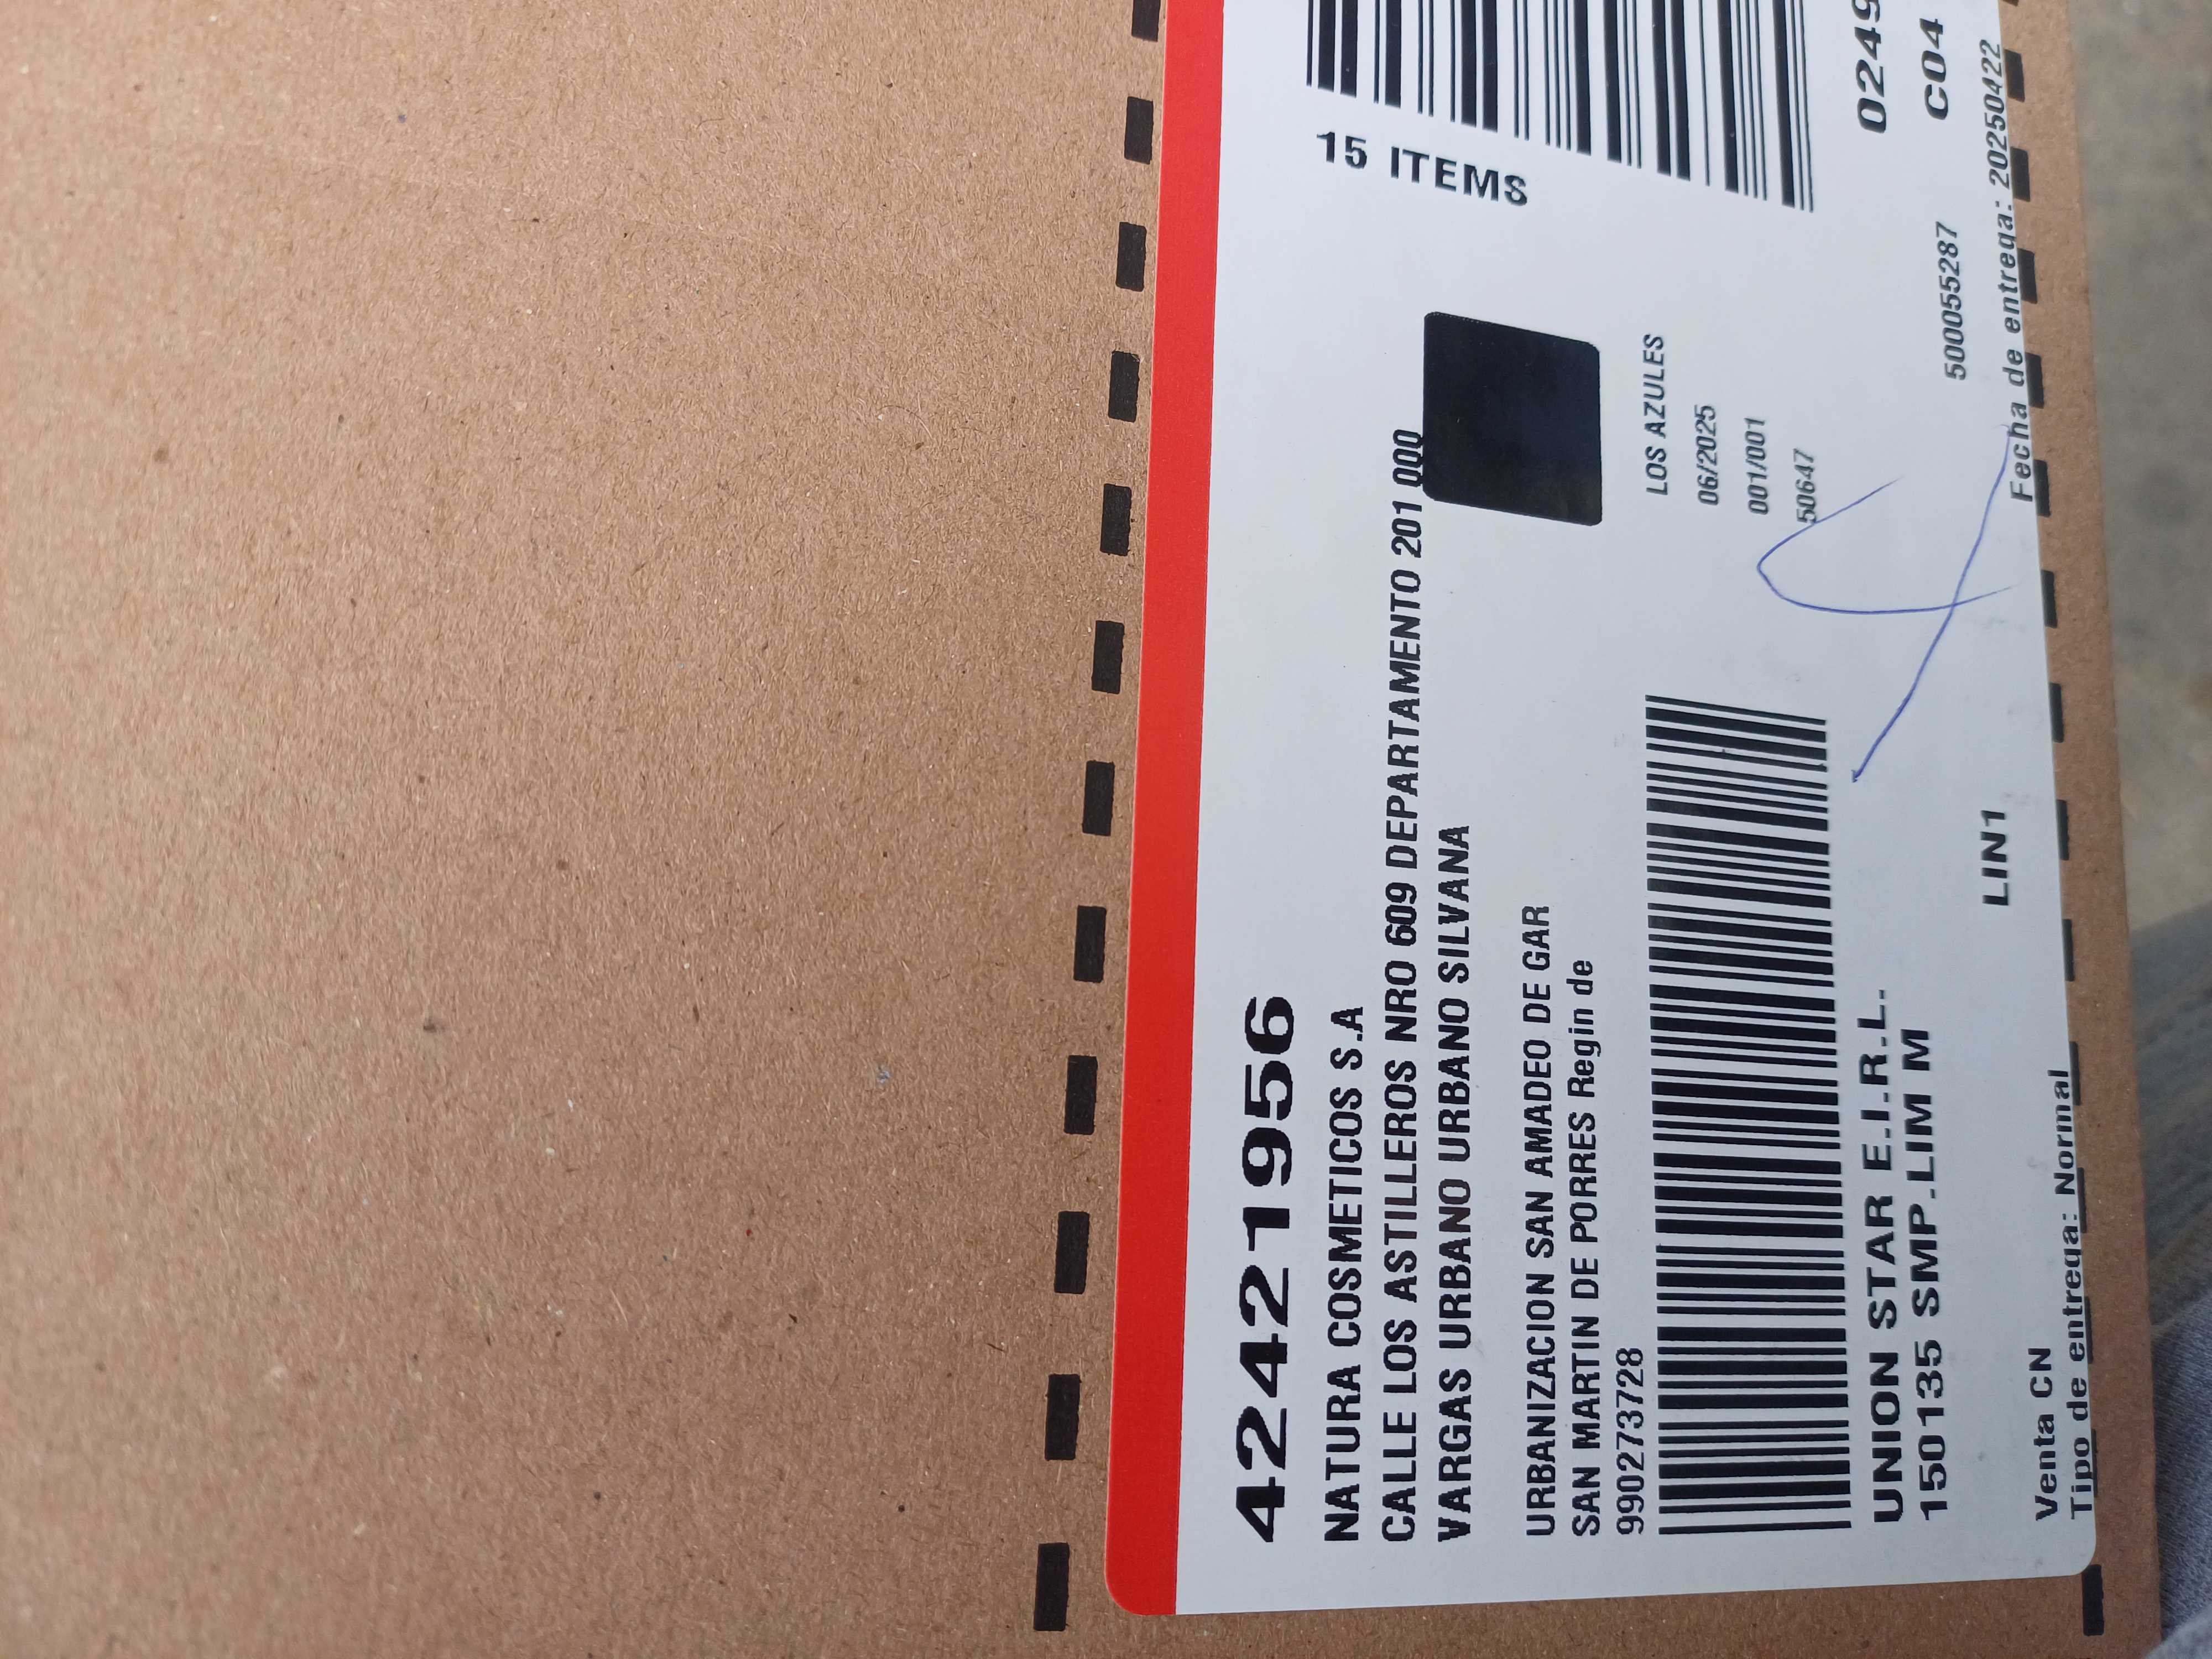 42421956
15 ITEMS
NATURA COSMETICOS S.A
CALLE LOS ASTILLEROS NRO 609 DEPARTAMENTO 201 000
VARGAS URBANO URBANO SILVANA
URBANIZACION SAN AMADEO DE GAR
SAN MARTIN DE PORRES Regin de
990273728
LOS AZULES
06/2025
001/001
50647
UNION STAR E.I.R.L.
150135 SMP.LIM M
0249
C04
500055287
LIN1
Venta CN
Tipo de entrega: Normal
Fecha de entrega: 20250422